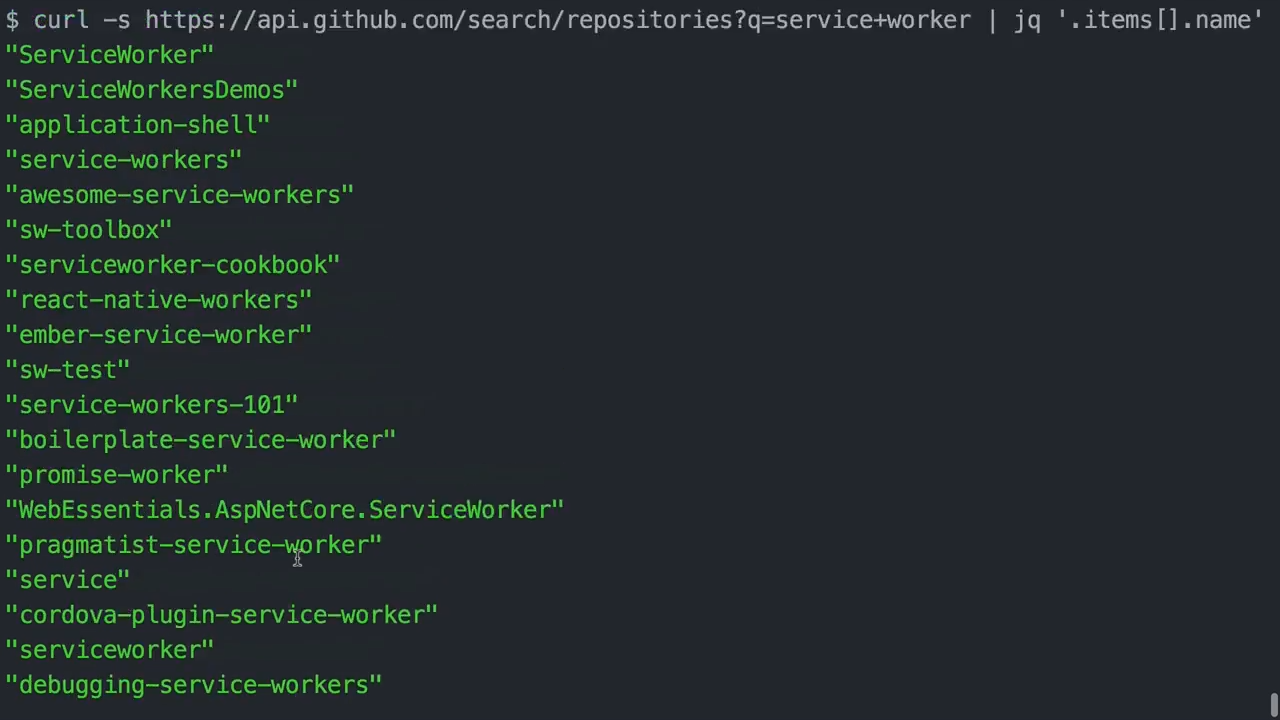 $ curl -s https://api.github.com/search/repositories?q=service+worker | jq '.items[].name'
"ServiceWorker"
"ServiceWorkersDemos"
"application-shell"
"service-workers"
"awesome-service-workers"
"sw-toolbox"
"serviceworker-cookbook"
"react-native-workers"
"ember-service-worker"
"sw-test"
"service-workers-101"
"boilerplate-service-worker"
"promise-worker"
"WebEssentials.AspNetCore.ServiceWorker"
"pragmatist-service-worker"
"service"
"cordova-plugin-service-worker"
"serviceworker"
"debugging-service-workers"